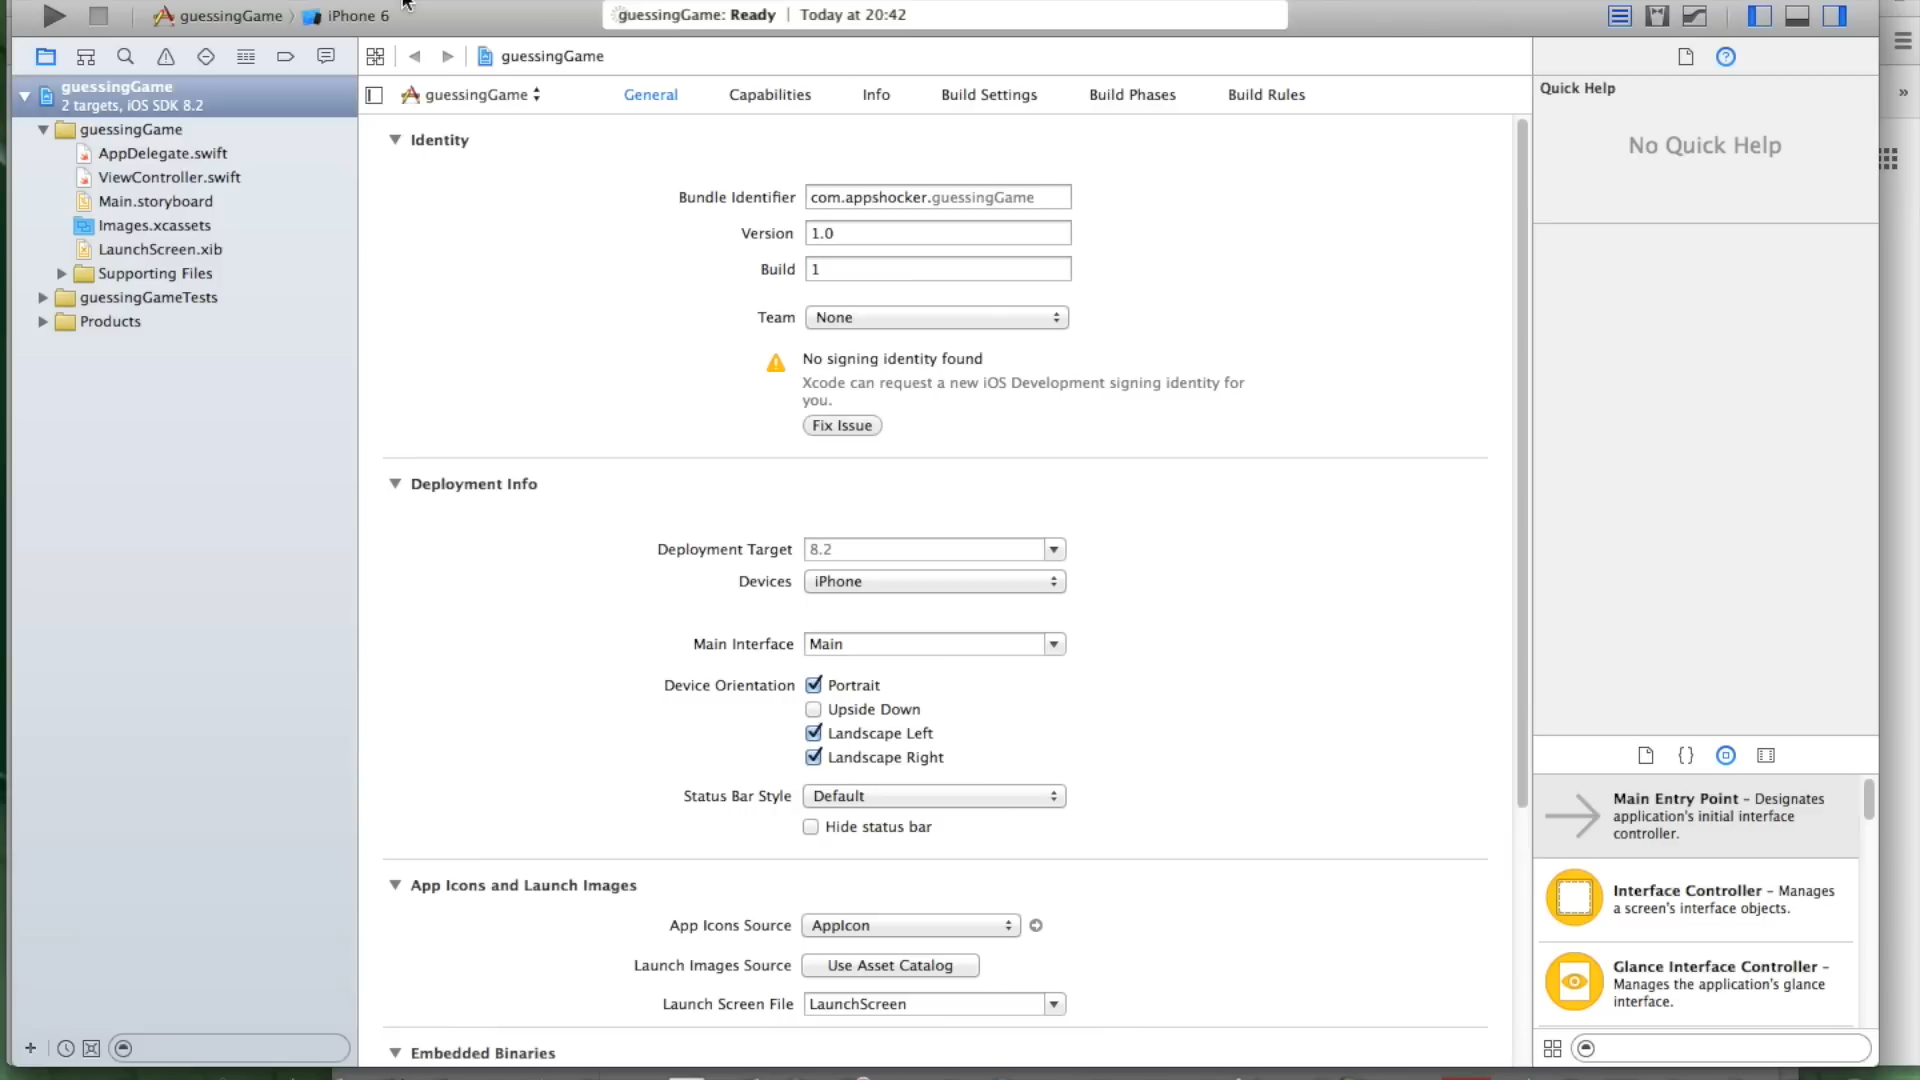 guessingGame 〉 iPhone 6
guessingGame: Ready | Today at 20:42
guessingGame
2 targets, iOS SDK 8.2
guessingGame
AppDelegate.swift
ViewController.swift
Main.storyboard
Images.xcassets
LaunchScreen.xib
Supporting Files
guessingGameTests
Products
guessingGame
guessingGame
General
Capabilities
Info
Build Settings
Build Phases
Build Rules
Identity
Bundle Identifier com.appshocker.guessingGame
Version 1.0
Build 1
Team None
No signing identity found
Xcode can request a new iOS Development signing identity for
you.
Fix Issue
Deployment Info
Deployment Target 8.2
Devices iPhone
Main Interface Main
Device Orientation Portrait
Upside Down
Landscape Left
Landscape Right
Status Bar Style Default
Hide status bar
App Icons and Launch Images
App Icons Source AppIcon
Launch Images Source Use Asset Catalog
Launch Screen File LaunchScreen
Embedded Binaries
Quick Help
No Quick Help
{}
Main Entry Point – Designates
application's initial interface
controller.
Interface Controller – Manages
a screen's interface objects.
Glance Interface Controller –
Manages the application's glance
interface.